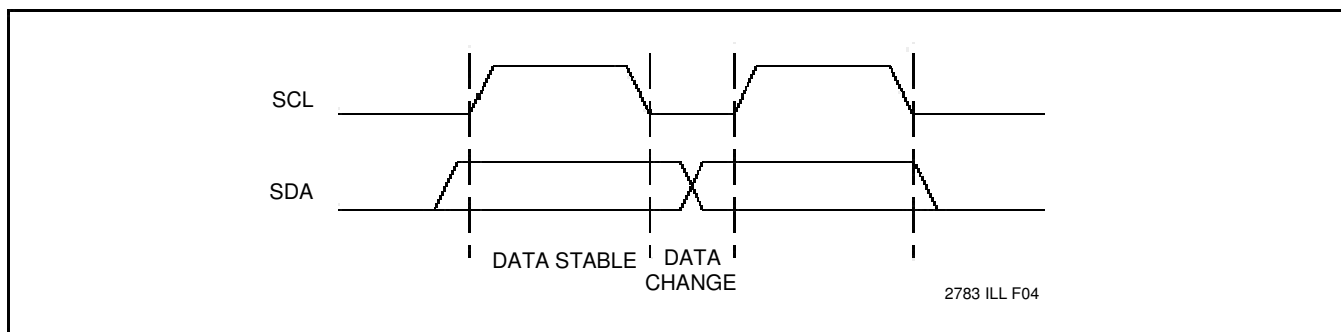 SCL
SDA
DATA STABLE
DATA
CHANGE
2783 ILL F04